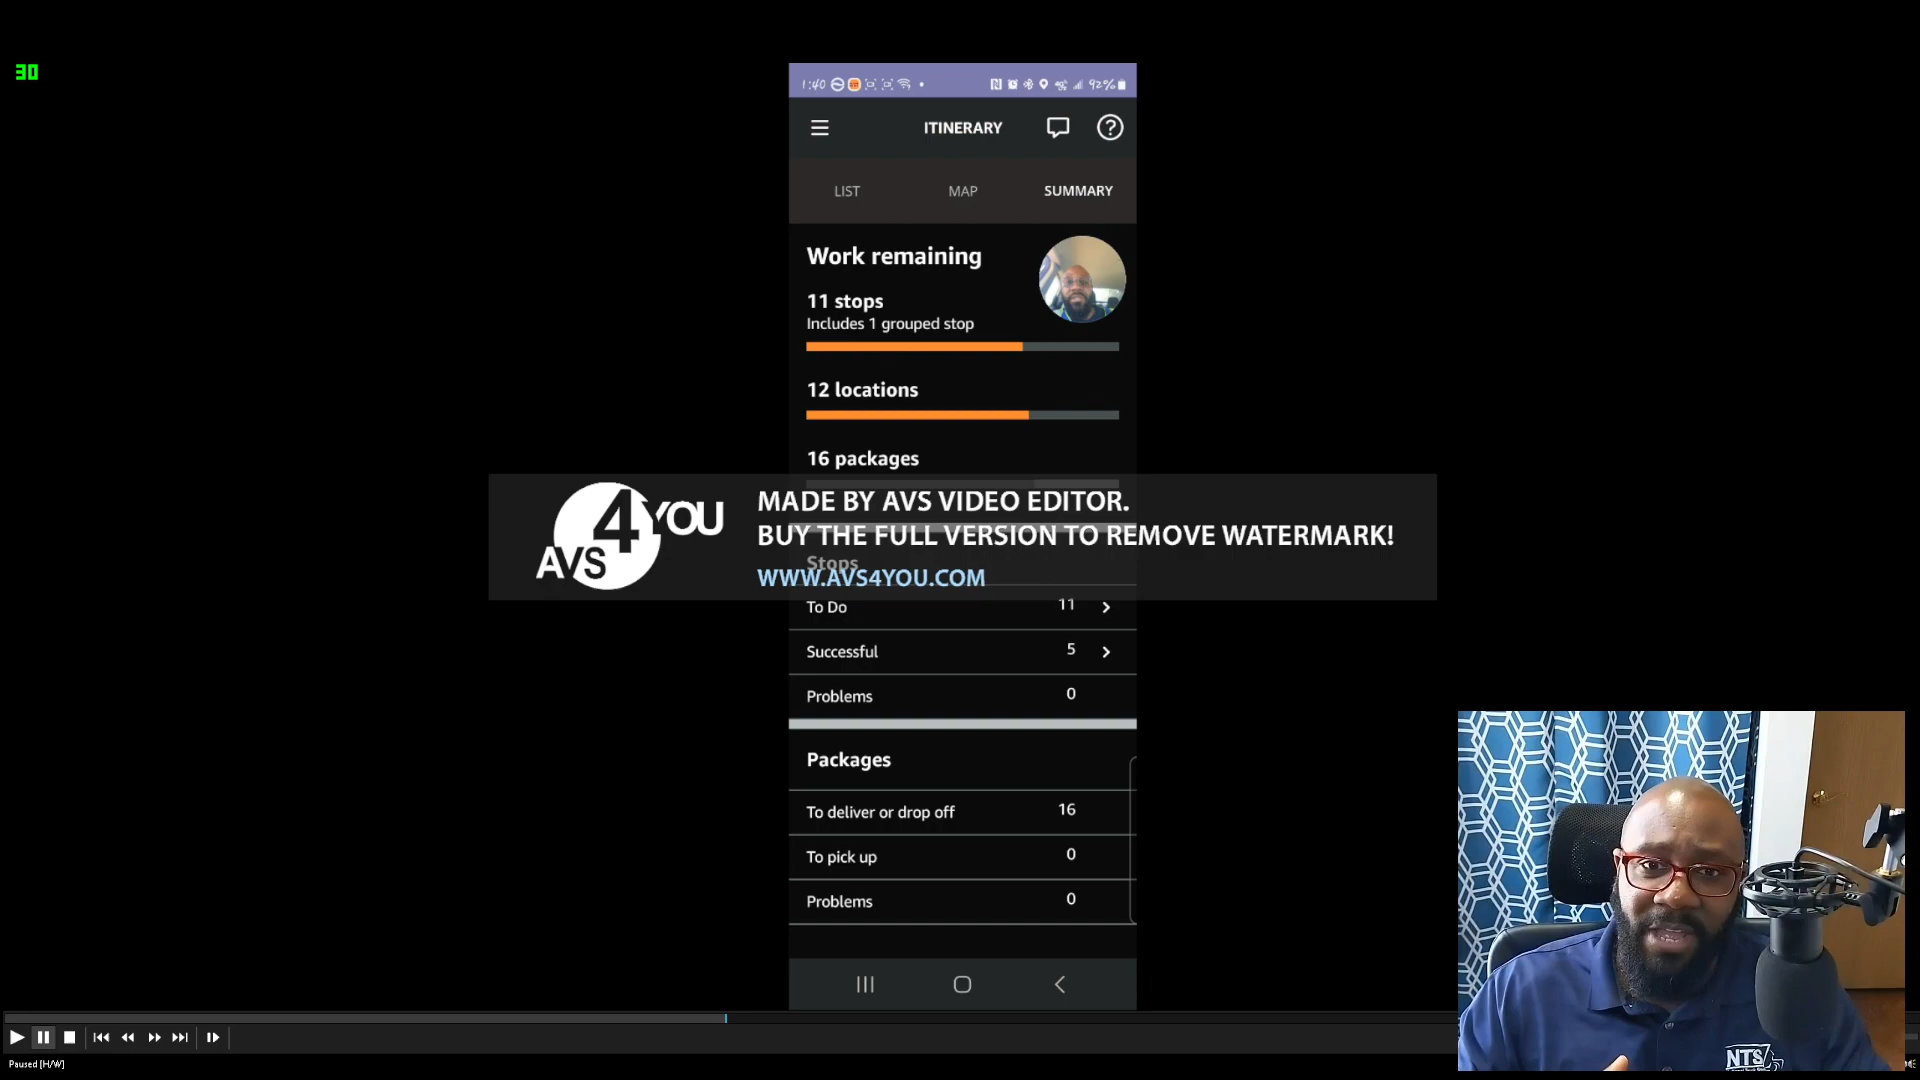 30
1:40
92%
ITINERARY
LIST MAP SUMMARY
Work remaining
11 stops
Includes 1 grouped stop
12 locations
16 packages
AVS4YOU
MADE BY AVS VIDEO EDITOR.
BUY THE FULL VERSION TO REMOVE WATERMARK!
WWW.AVS4YOU.COM
Stops
To Do 11
Successful 5
Problems 0
Packages
To deliver or drop off 16
To pick up 0
Problems 0
NTS
Paused [H/W]